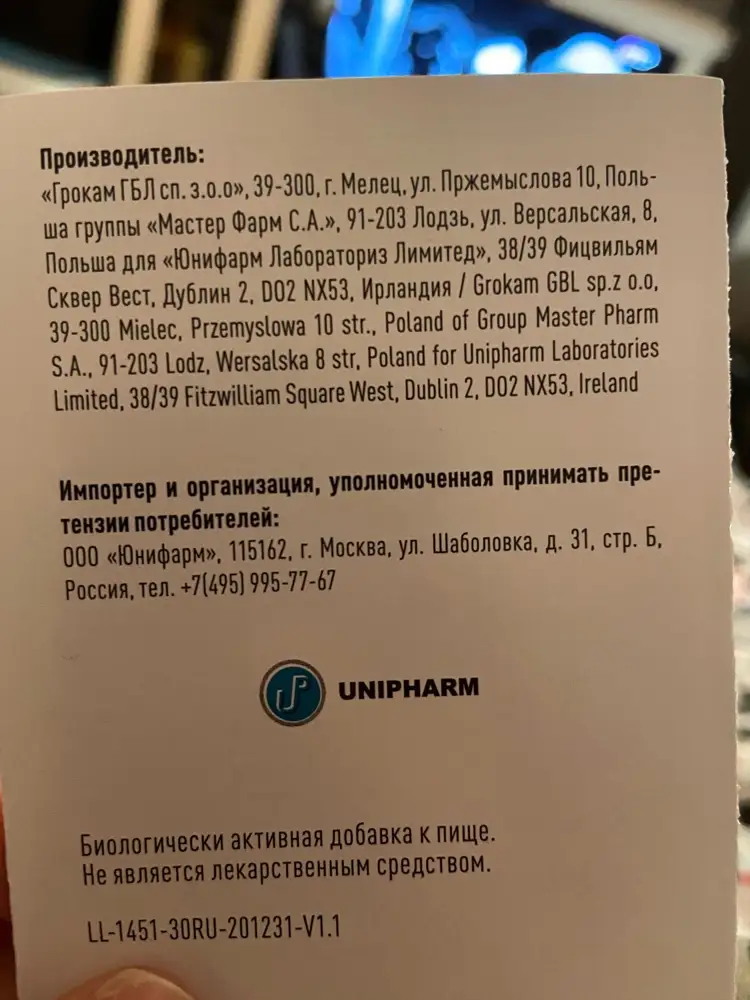 Производитель:
«Грокам ГБЛ сп. з.о.о», 39-300, г. Мелец, ул. Пржемыслова 10, Поль-
ша группы «Мастер Фарм С.А.», 91-203 Лодзь, ул. Версальская, 8,
Польша для «Юнифарм Лабораториз Лимитед», 38/39 Фицвильям
Сквер Вест, Дублин 2, D02 NX53, Ирландия / Grokam GBL sp.z o.o,
39-300 Mielec, Przemyslowa 10 str., Poland of Group Master Pharm
S.A., 91-203 Lodz, Wersalska 8 str, Poland for Unipharm Laboratories
Limited, 38/39 Fitzwilliam Square West, Dublin 2, D02 NX53, Ireland
Импортер и организация, уполномоченная принимать пре-
тензии потребителей:
ООО «Юнифарм», 115162, г. Москва, ул. Шаболовка, д. 31, стр. Б,
Россия, тел. +7(495) 995-77-67
UNIPHARM
Биологически активная добавка к пище.
Не является лекарственным средством.
LL-1451-30RU-201231-V1.1